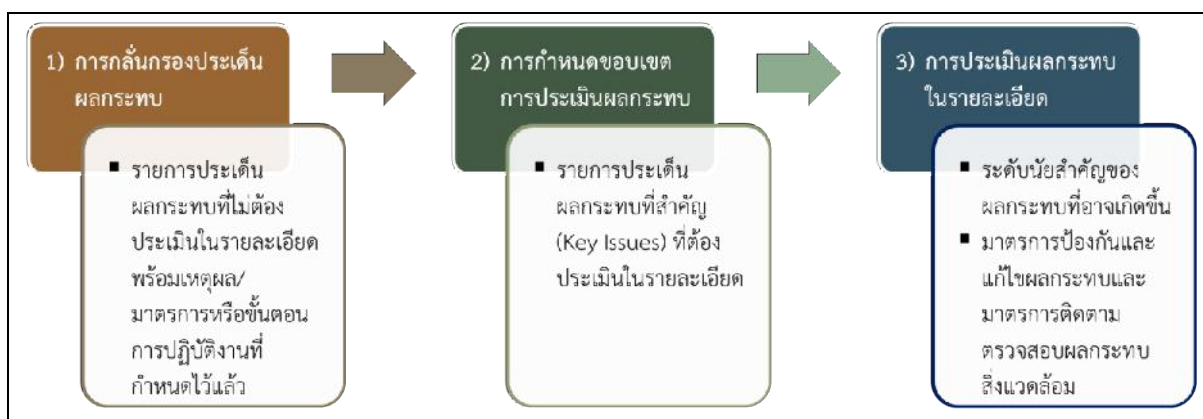 1) การกลั่นกรองประเด็น
ผลกระทบ
▪ รายการประเด็น
ผลกระทบที่ไม่ต้อง
ประเมินในรายละเอียด
พร้อมเหตุผล/
มาตรการหรือขั้นตอน
การปฏิบัติงานที่
กำหนดไว้แล้ว
2) การกำหนดขอบเขต
การประเมินผลกระทบ
▪ รายการประเด็น
ผลกระทบที่สำคัญ
(Key Issues) ที่ต้อง
ประเมินในรายละเอียด
3) การประเมินผลกระทบ
ในรายละเอียด
▪ ระดับนัยสำคัญของ
ผลกระทบที่อาจเกิดขึ้น
▪ มาตรการป้องกันและ
แก้ไขผลกระทบและ
มาตรการติดตาม
ตรวจสอบผลกระทบ
สิ่งแวดล้อม